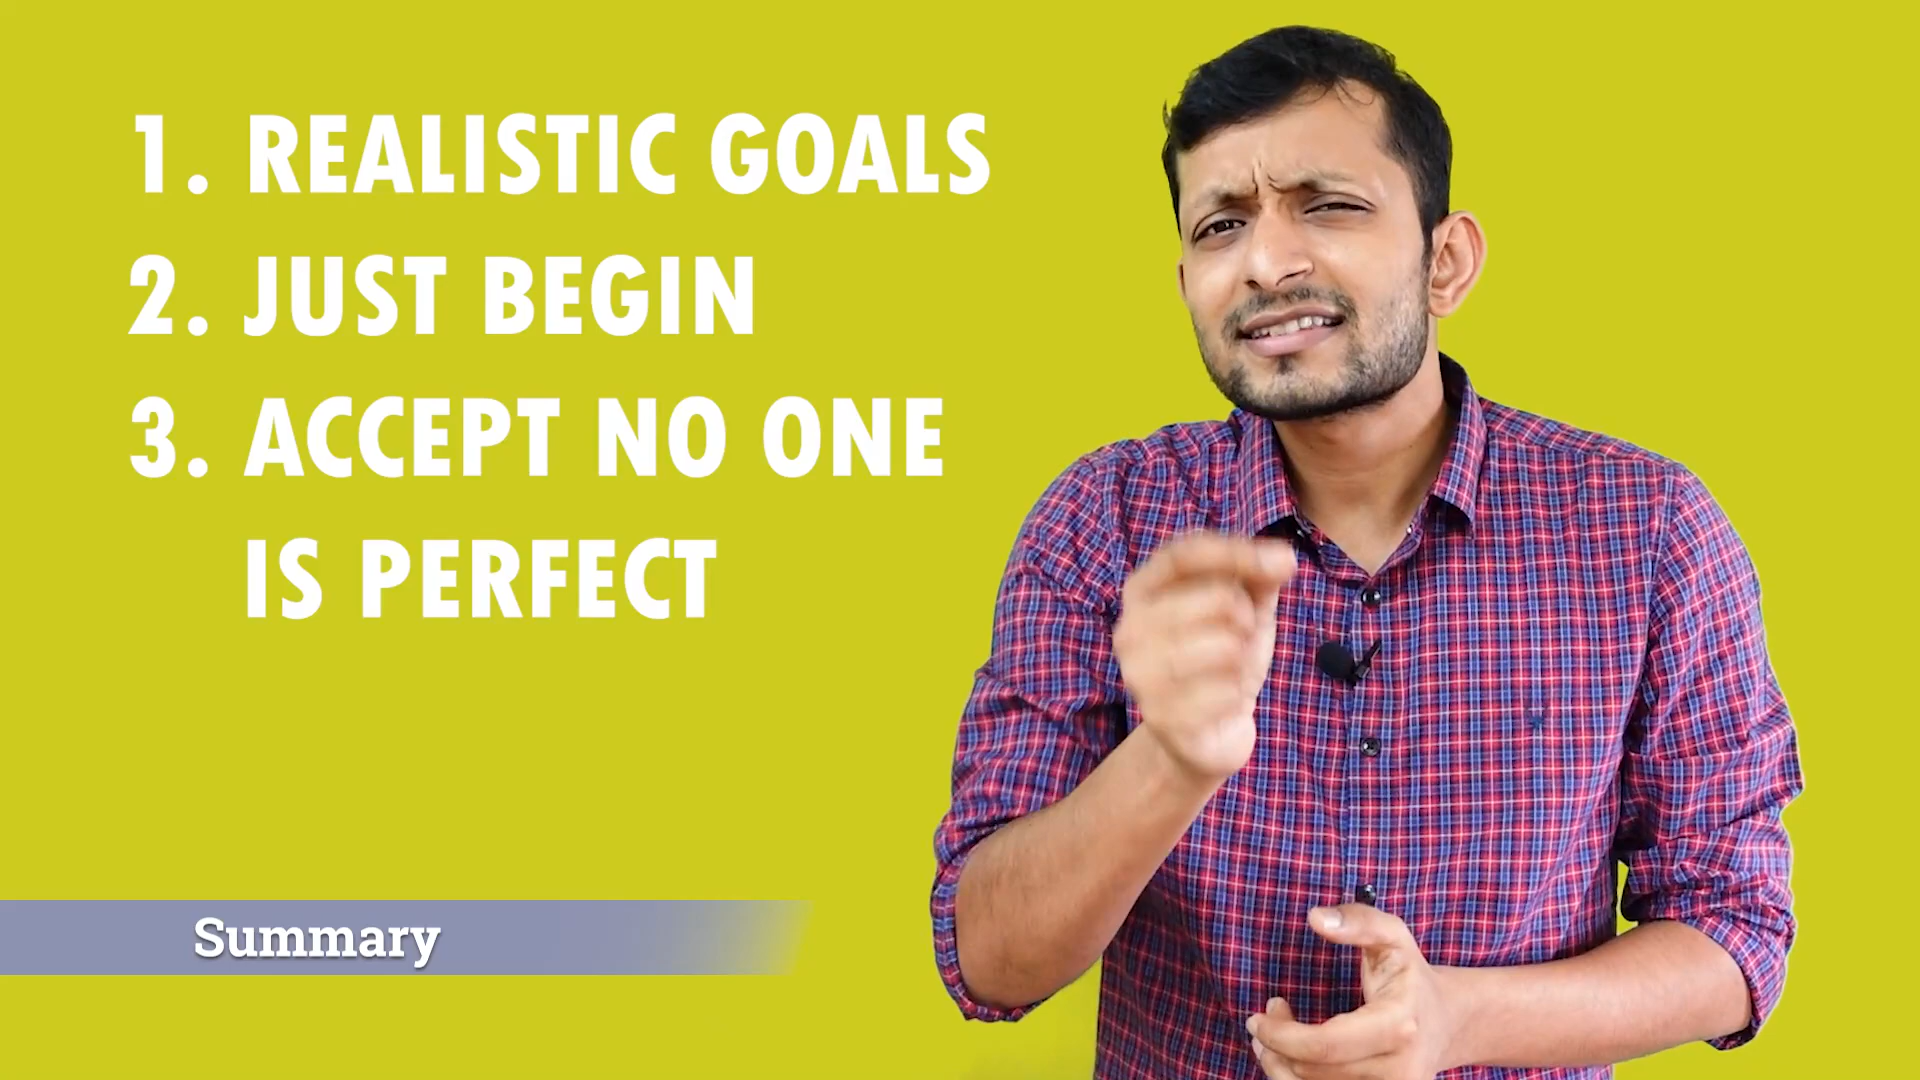 1. REALISTIC GOALS
2. JUST BEGIN
3. ACCEPT NO ONE
IS PERFECT
Summary